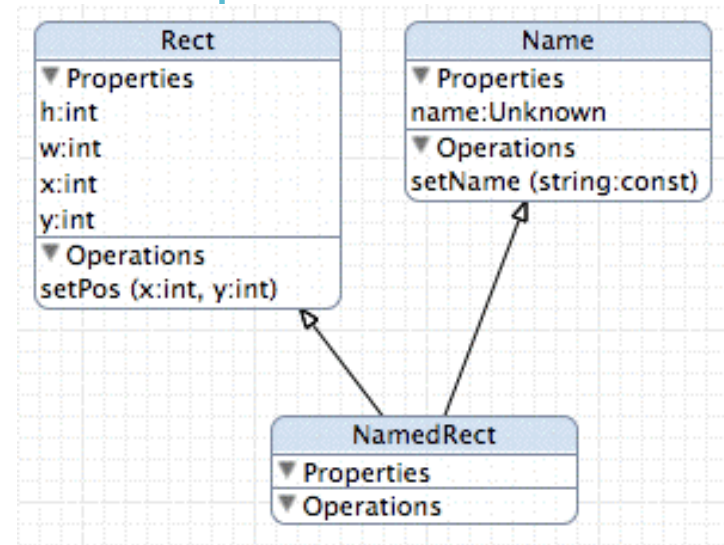 Rect
Properties
h:int
w:int
x:int
y:int
Operations
setPos (x:int, y:int)
Name
Properties
name:Unknown
Operations
setName (string:const)
NamedRect
Properties
Operations